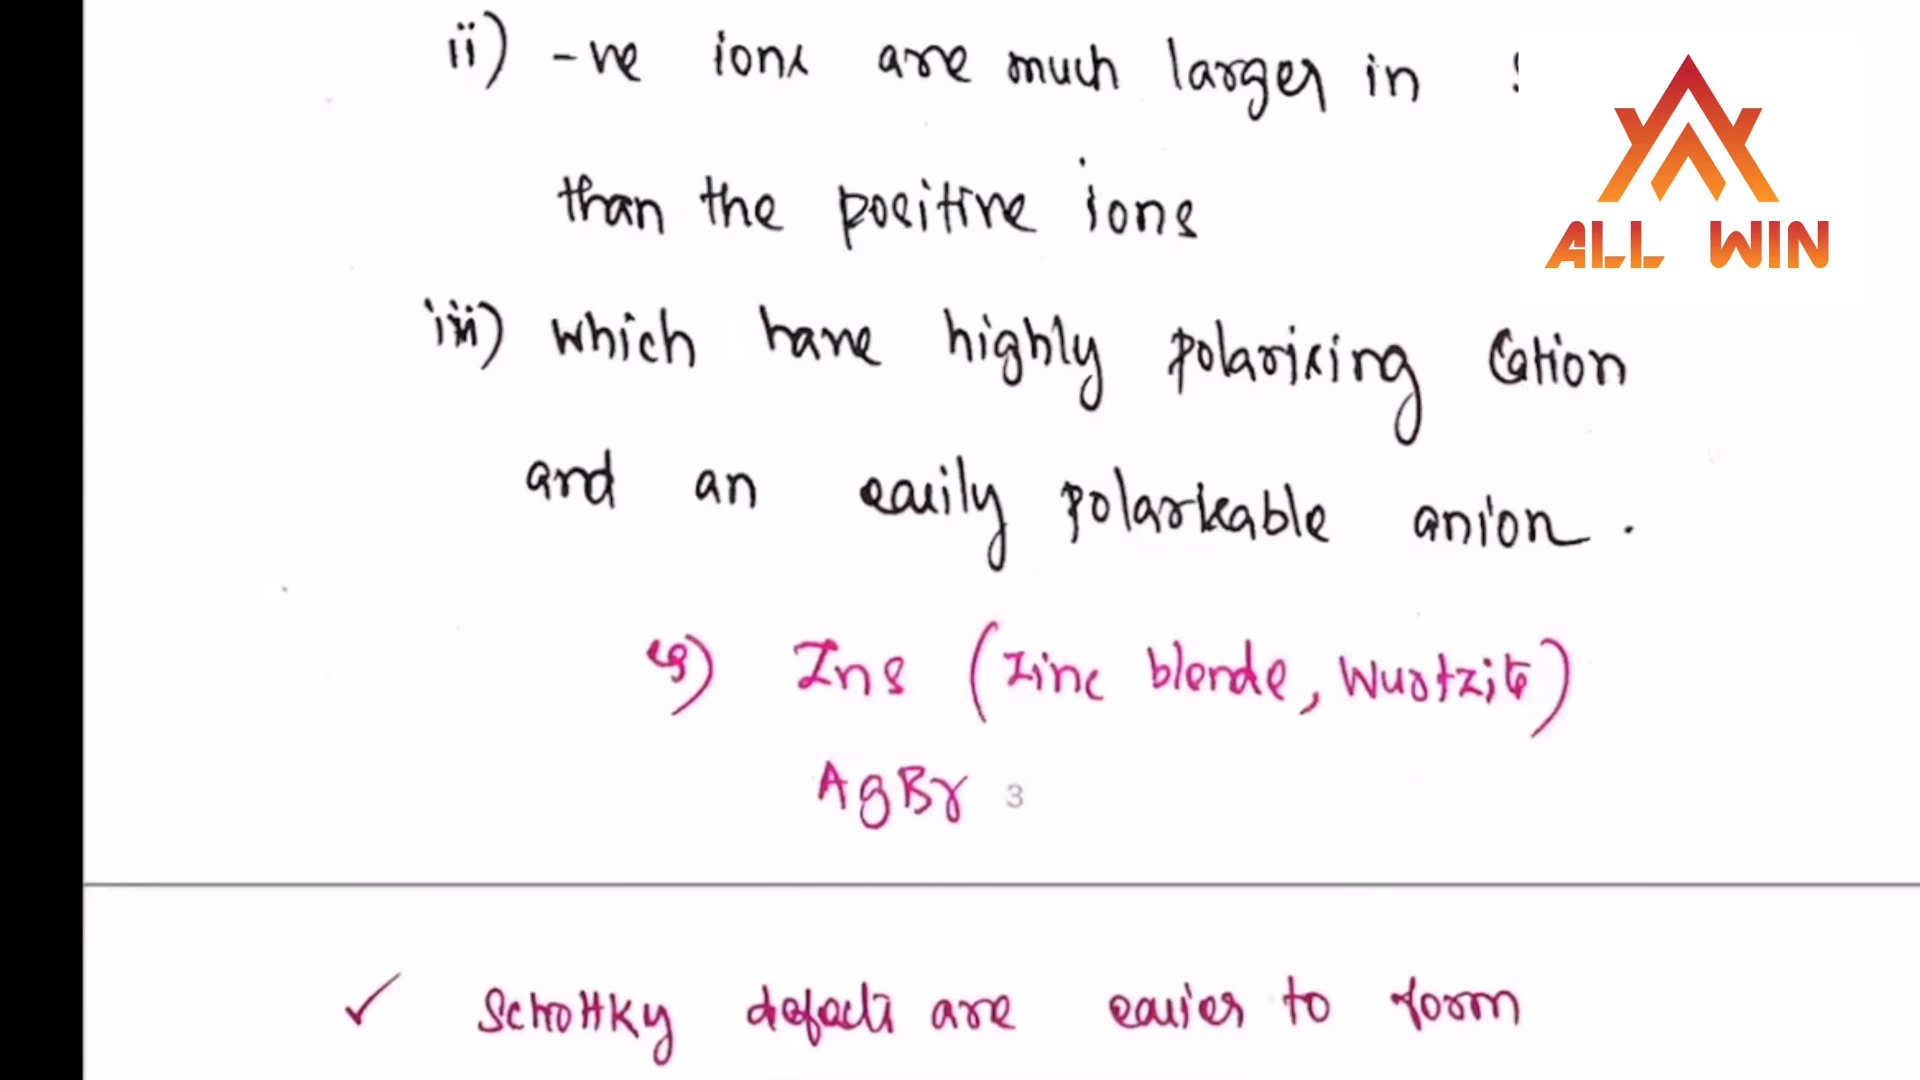 ii) -ve ions are much larger in
than the positive ions
iii) which have highly polarising Cation
and an easily polarisable anion.
eg) Zns (Zinc blende, Wurtzite)
AgBr 3
✓ Schottky defects are easier to form
ALL WIN